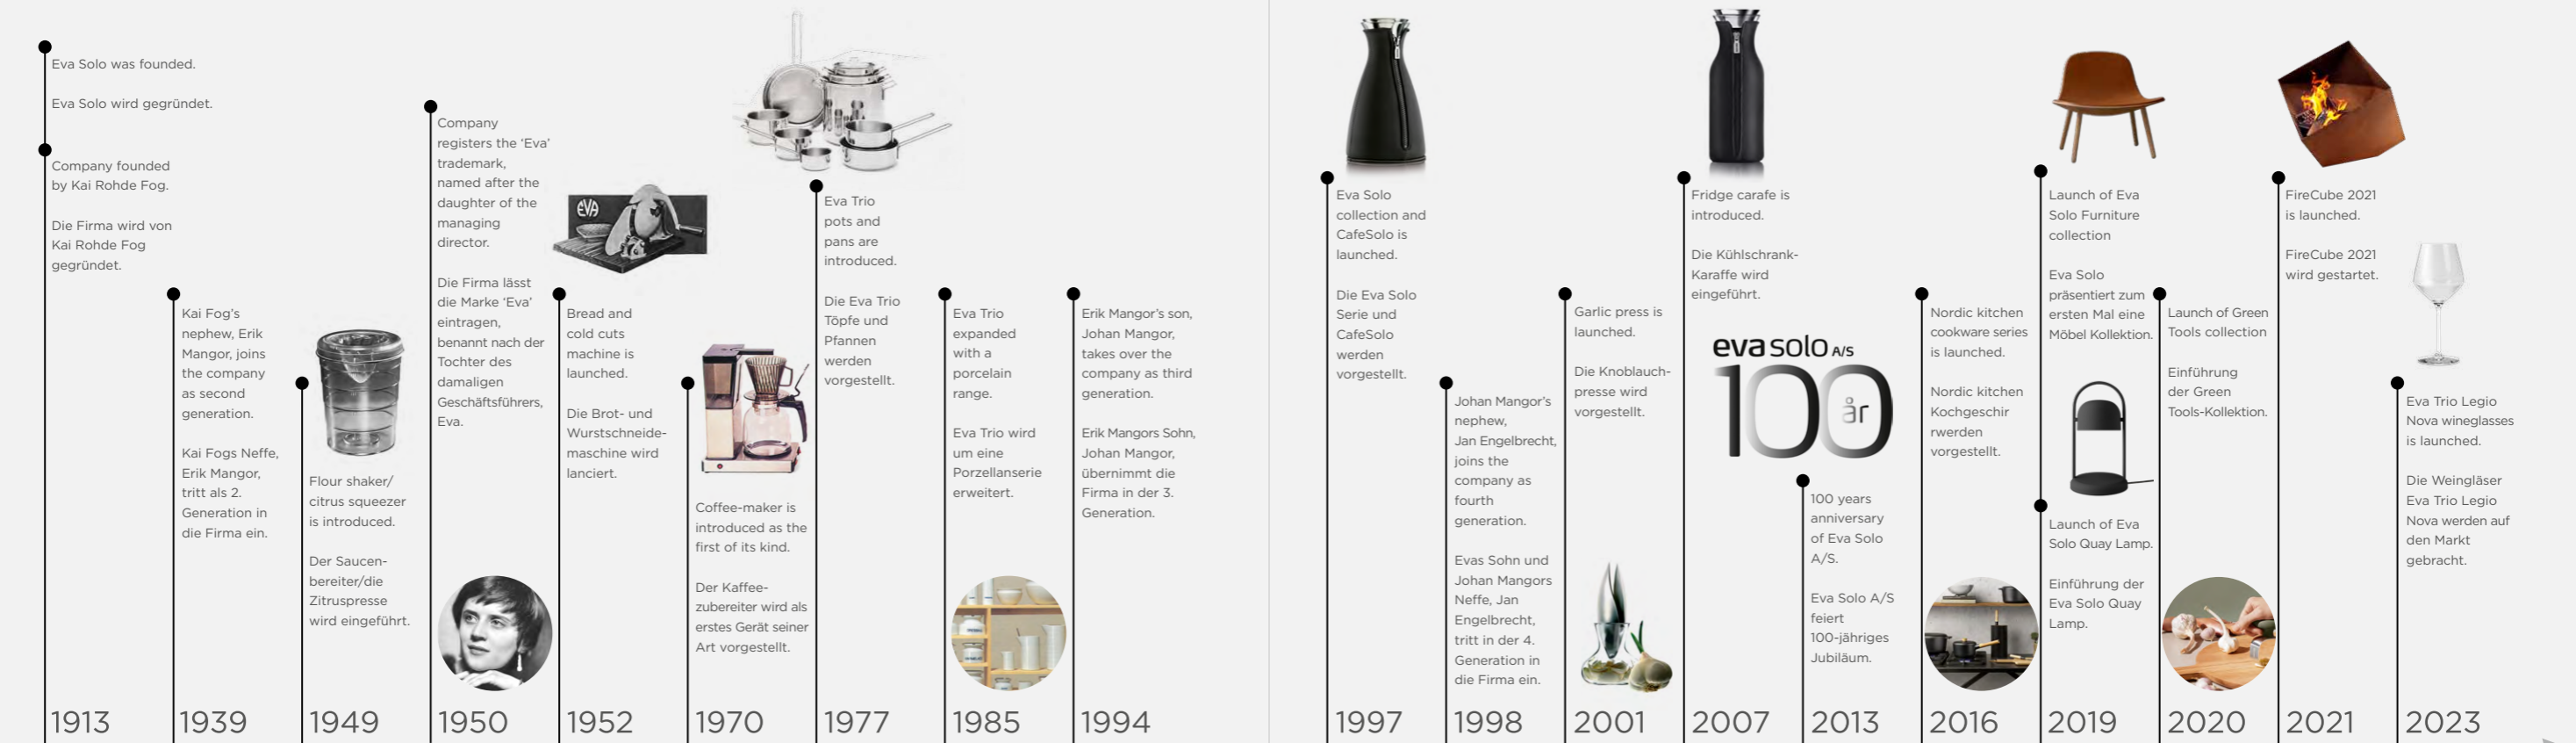 Eva Solo was founded.
Eva Solo wird gegründet.
Company founded
by Kai Rohde Fog.
Die Firma wird von
Kai Rohde Fog
gegründet.
1913
Kai Fog's
nephew, Erik
Mangor, joins
the company
as second
generation.
Kai Fogs Neffe,
Erik Mangor,
tritt als 2.
Generation in
die Firma ein.
1939
Flour shaker/
citrus squeezer
is introduced.
Der Saucen-
bereiter/die
Zitruspresse
wird eingeführt.
1949
Company
registers the ‘Eva’
trademark,
named after the
daughter of the
managing
director.
Die Firma lässt
die Marke ‘Eva’
eintragen,
benannt nach der
Tochter des
damaligen
Geschäftsführers,
Eva.
1950
EVA
Bread and
cold cuts
machine is
launched.
Die Brot- und
Wurstschneide-
maschine wird
lanciert.
1952
Coffee-maker is
introduced as the
first of its kind.
Der Kaffee-
zubereiter wird als
erstes Gerät seiner
Art vorgestellt.
1970
Eva Trio
pots and
pans are
introduced.
Die Eva Trio
Töpfe und
Pfannen
werden
vorgestellt.
1977
Eva Trio
expanded
with a
porcelain
range.
Eva Trio wird
um eine
Porzellanserie
erweitert.
1985
Erik Mangor's son,
Johan Mangor,
takes over the
company as third
generation.
Erik Mangors Sohn,
Johan Mangor,
übernimmt die
Firma in der 3.
Generation.
1994
Eva Solo
collection and
CafeSolo is
launched.
Die Eva Solo
Serie und
CafeSolo
werden
vorgestellt.
1997
Johan Mangor's
nephew,
Jan Engelbrecht,
joins the
company as
fourth
generation.
Evas Sohn und
Johan Mangors
Neffe, Jan
Engelbrecht,
tritt in der 4.
Generation in
die Firma ein.
1998
Garlic press is
launched.
Die Knoblauch-
presse wird
vorgestellt.
2001
Fridge carafe is
introduced.
Die Kühlschrank-
Karaffe wird
eingeführt.
2007
eva solo A/S
100
år
100 years
anniversary
of Eva Solo
A/S.
Eva Solo A/S
feiert
100-jähriges
Jubiläum.
2013
Nordic kitchen
cookware series
is launched.
Nordic kitchen
Kochgeschir
rwerden
vorgestellt.
2016
Launch of Eva
Solo Furniture
collection
Eva Solo
präsentiert zum
ersten Mal eine
Möbel Kollektion.
Launch of Eva
Solo Quay Lamp.
Einführung der
Eva Solo Quay
Lamp.
2019
Launch of Green
Tools collection
Einführung
der Green
Tools-Kollektion.
2020
FireCube 2021
is launched.
FireCube 2021
wird gestartet.
2021
Eva Trio Legio
Nova wineglasses
is launched.
Die Weingläser
Eva Trio Legio
Nova werden auf
den Markt
gebracht.
2023